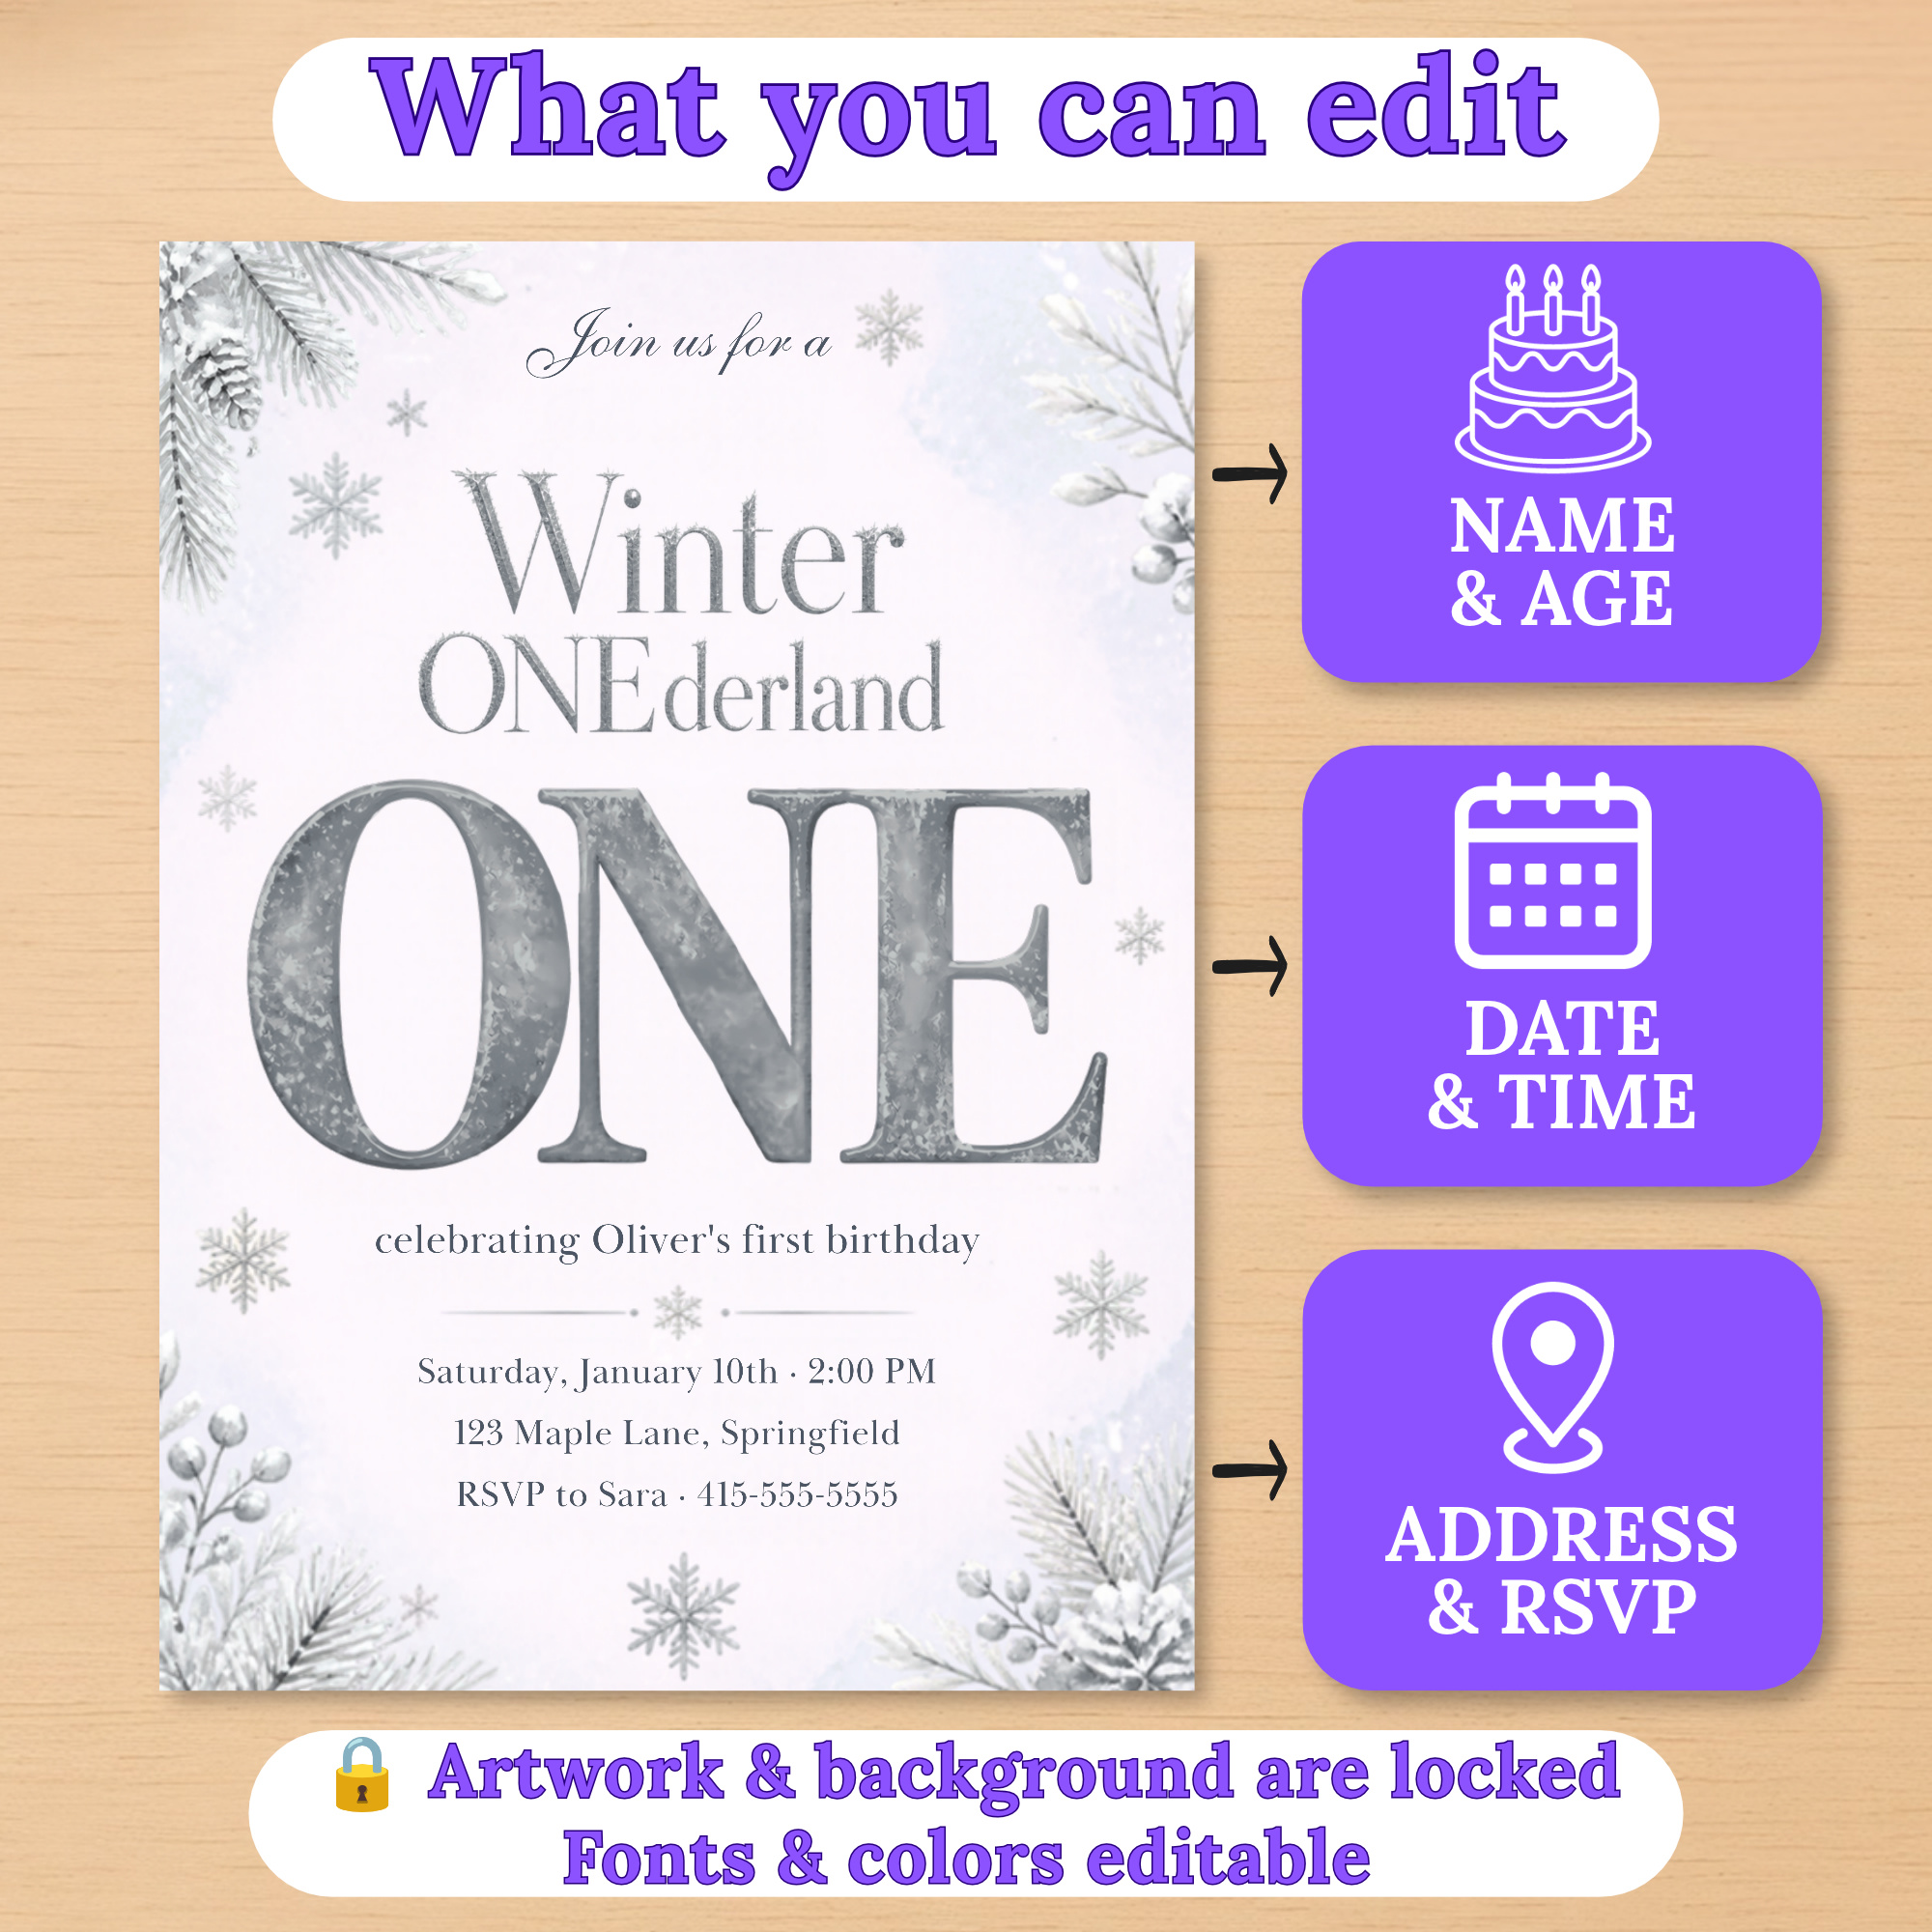 What you can edit
Join us for a
Winter
ONEderland
ONE
celebrating Oliver's first birthday
Saturday, January 10th · 2:00 PM
123 Maple Lane, Springfield
RSVP to Sara · 415-555-5555
NAME
& AGE
DATE
& TIME
ADDRESS
& RSVP
🔒 Artwork & background are locked
Fonts & colors editable